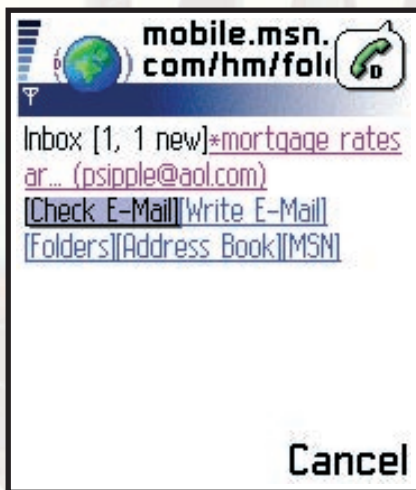 mobile.msn.
com/hm/fol
D
Inbox [1, 1 new]*mortgage rates
ar... (psipple@aol.com)
[Check E-Mail][Write E-Mail]
[Folders][Address Book][MSN]
Cancel